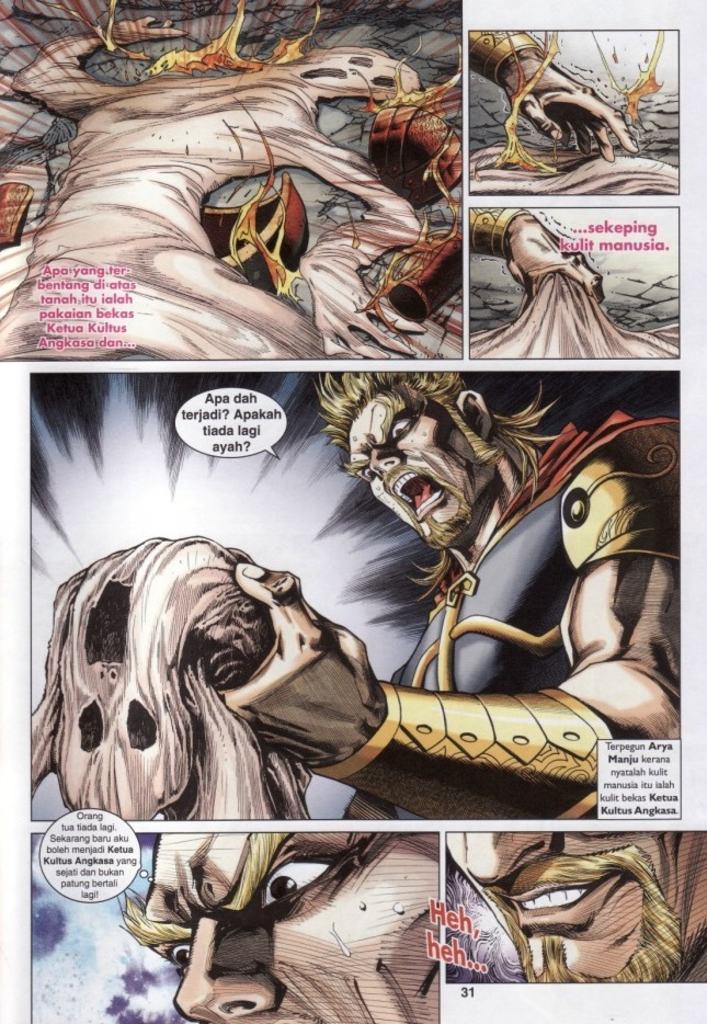 Apa yang ter-
bentang di atas
tanah itu ialah
pakaian bekas
Ketua Kultus
Angkasa dan...
...sekeping
kulit manusia.
Apa dah
terjadi? Apakah
tiada lagi
ayah?
Terpegun Arya
Manju kerana
nyatalah kulit
manusia itu ialah
kulit bekas Ketua
Kultus Angkasa.
Orang
tua tiada lagi.
Sekarang baru aku
boleh menjadi Ketua
Kultus Angkasa yang
sejati dan bukan
patung bertali
lagi!
Heh,
heh...
31